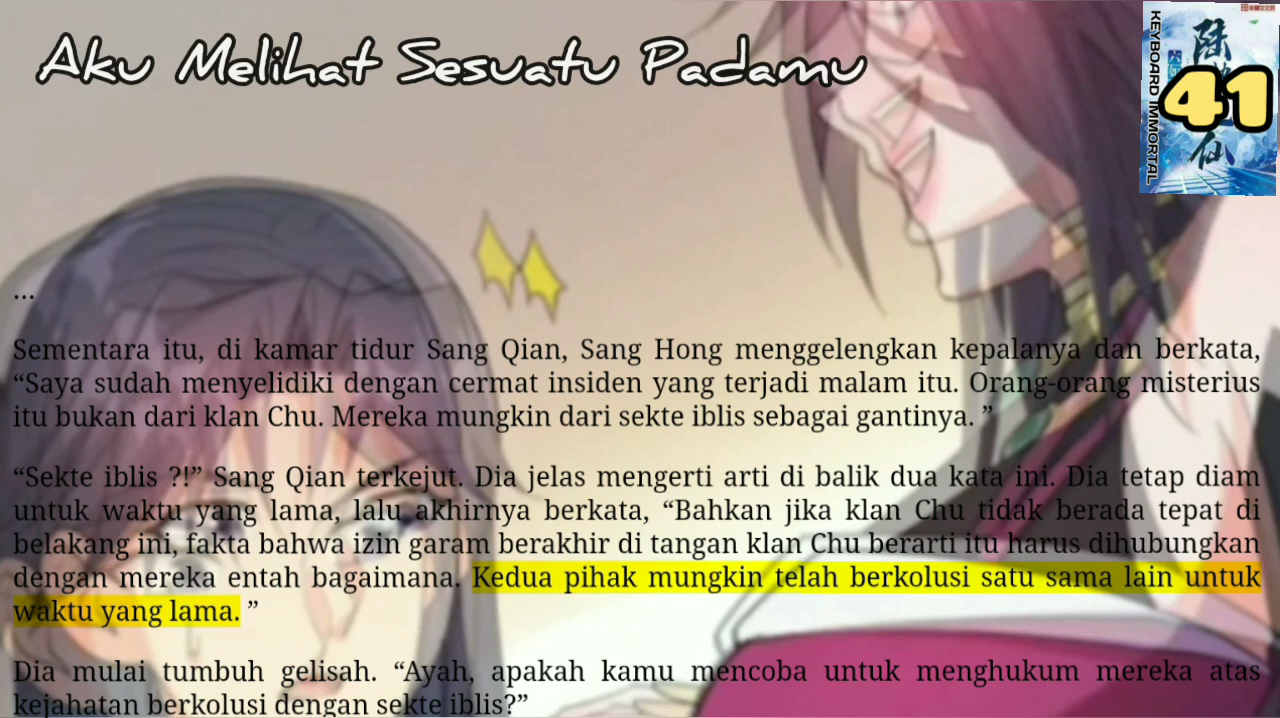 Aku Melihat Sesuatu Padamu
KEYBOARD IMMORTAL
41
仙
...
Sementara itu, di kamar tidur Sang Qian, Sang Hong menggelengkan kepalanya dan berkata,
“Saya sudah menyelidiki dengan cermat insiden yang terjadi malam itu. Orang-orang misterius
itu bukan dari klan Chu. Mereka mungkin dari sekte iblis sebagai gantinya. ”
“Sekte iblis ?!” Sang Qian terkejut. Dia jelas mengerti arti di balik dua kata ini. Dia tetap diam
untuk waktu yang lama, lalu akhirnya berkata, “Bahkan jika klan Chu tidak berada tepat di
belakang ini, fakta bahwa izin garam berakhir di tangan klan Chu berarti itu harus dihubungkan
dengan mereka entah bagaimana. Kedua pihak mungkin telah berkolusi satu sama lain untuk
waktu yang lama. ”
Dia mulai tumbuh gelisah. “Ayah, apakah kamu mencoba untuk menghukum mereka atas
kejahatan berkolusi dengan sekte iblis?”